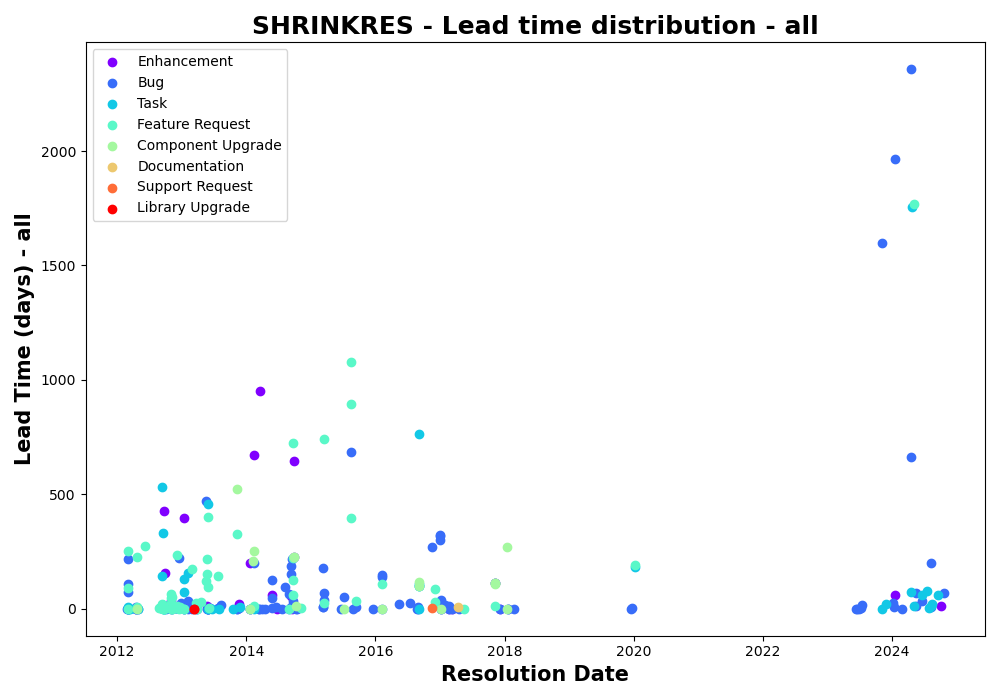 SHRINKRES - Lead time distribution - all
Enhancement
Bug
Task
Feature Request
Component Upgrade
Documentation
Support Request
Library Upgrade
Lead Time (days) - all
2000
1500
1000
500
0
2012
2014
2016
2018
2020
2022
2024
Resolution Date